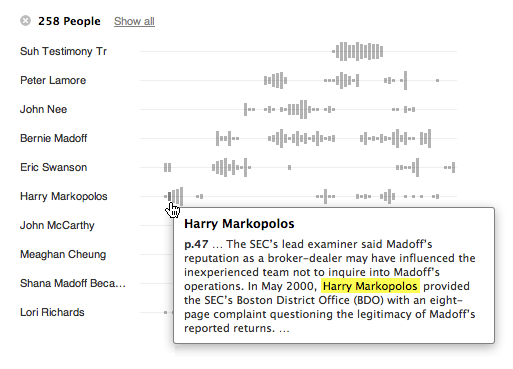 258 People Show all
Suh Testimony Tr
Peter Lamore
John Nee
Bernie Madoff
Eric Swanson
Harry Markopolos
John McCarthy
Meaghan Cheung
Shana Madoff Beca…
Lori Richards
Harry Markopolos
p.47 … The SEC's lead examiner said Madoff's
reputation as a broker-dealer may have influenced the
inexperienced team not to inquire into Madoff's
operations. In May 2000, Harry Markopolos provided
the SEC's Boston District Office (BDO) with an eight-
page complaint questioning the legitimacy of Madoff's
reported returns. …